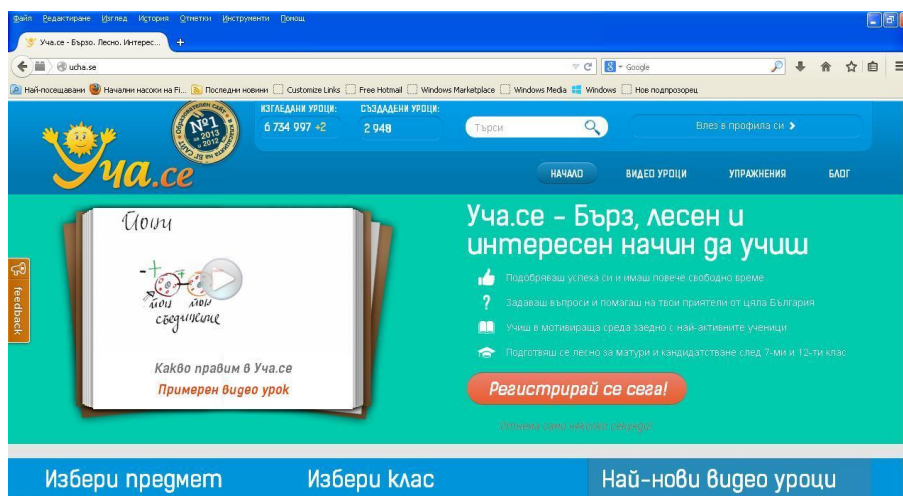 Файл Редактиране Изглед История Отметки Инструменти Помощ
Уча.се - Бързо. Лесно. Интерес... +
ucha.se
Google
Най-посещавани Начални насоки на Fi... Последни новини Customize Links Free Hotmail Windows Marketplace Windows Media Windows Нов подпрозорец
ИЗГЛЕДАНИ УРОЦИ: СЪЗДАДЕНИ УРОЦИ:
6 734 997 +2 2 948
Търси
Влез в профила си
№1
2013
2012
Уча.се
НАЧАЛО ВИДЕО УРОЦИ УПРАЖНЕНИЯ БЛОГ
Йони
йон йон
съединение
Какво правим в Уча.се
Примерен видео урок
feedback
Уча.се - Бърз, лесен и
интересен начин да учиш
Подобряваш успеха си и имаш повече свободно време
Задаваш въпроси и помагаш на твои приятели от цяла България
Учиш в мотивираща среда заедно с най-активните ученици
Подготвяш се лесно за матури и кандидатстване след 7-ми и 12-ти клас
Регистрирай се сега!
Избери предмет Избери клас Най-нови видео уроци